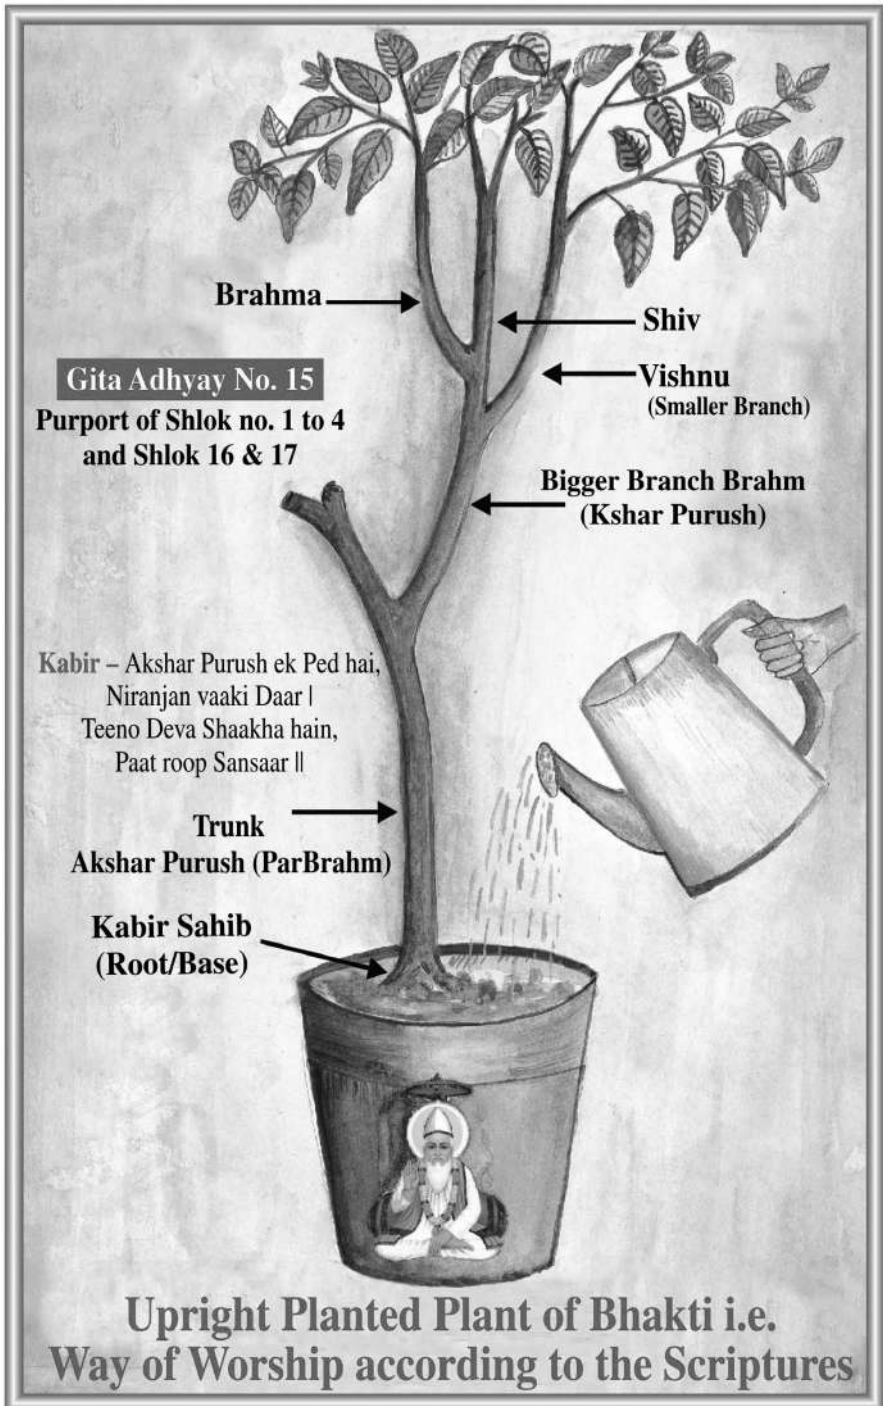 Brahma
Shiv
Vishnu
(Smaller Branch)
Gita Adhyay No. 15
Purport of Shlok no. 1 to 4
and Shlok 16 & 17
Bigger Branch Brahm
(Kshar Purush)
Kabir – Akshar Purush ek Ped hai,
Niranjan vaaki Daar |
Teeno Deva Shaakha hain,
Paat roop Sansaar ||
Trunk
Akshar Purush (ParBrahm)
Kabir Sahib
(Root/Base)
Upright Planted Plant of Bhakti i.e.
Way of Worship according to the Scriptures